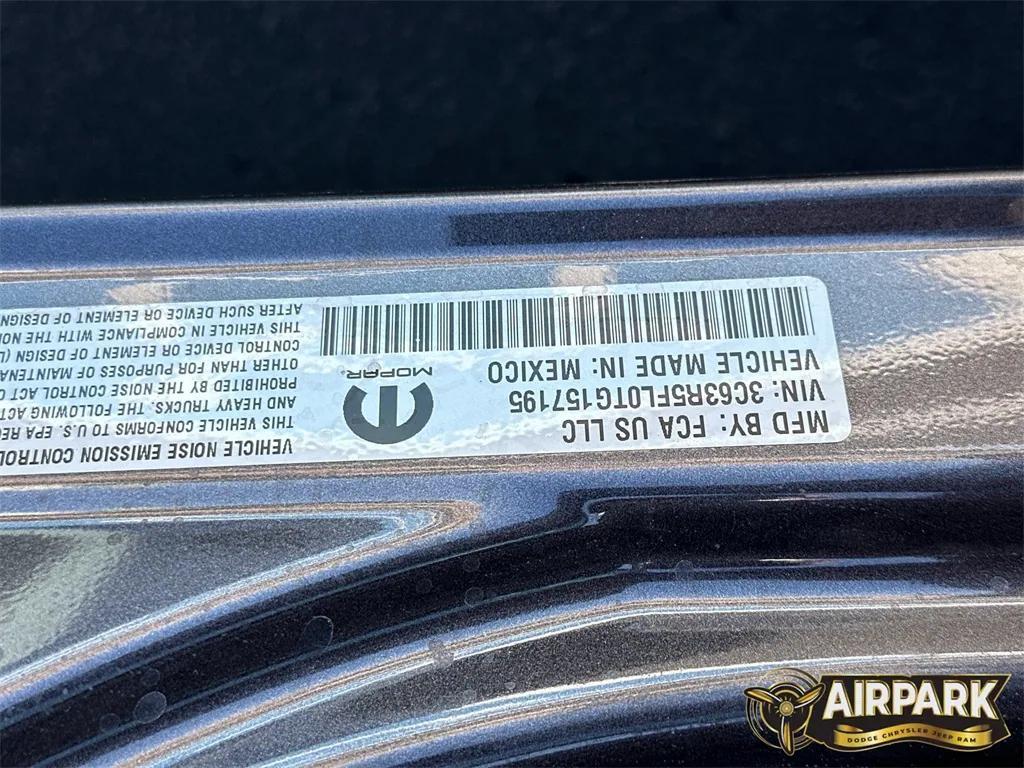 MFD BY: FCA US LLC
VIN: 3C63R5FL0TG157195
VEHICLE MADE IN: MEXICO
MOPAR
VEHICLE NOISE EMISSION CONTROL
THIS VEHICLE CONFORMS TO U.S. EPA REG
AND HEAVY TRUCKS. THE FOLLOWING ACT
PROHIBITED BY THE NOISE CONTROL ACT O
OTHER THAN FOR PURPOSES OF MAINTENA
CONTROL DEVICE OR ELEMENT OF DESIGN (L
THIS VEHICLE IN COMPLIANCE WITH THE NOI
AFTER SUCH DEVICE OR ELEMENT OF DESIGN
AIRPARK
DODGE CHRYSLER JEEP RAM